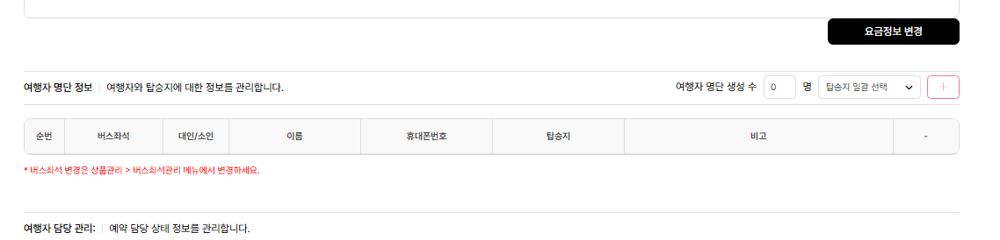 요금정보 변경
여행자 명단 정보 | 여행자와 탑승지에 대한 정보를 관리합니다. 여행자 명단 생성 수 0 명 탑승지 일괄 선택 +
순번 버스좌석 대인/소인 이름 휴대폰번호 탑승지 비고 -
* 버스좌석 변경은 상품관리 > 버스좌석관리 메뉴에서 변경하세요.
여행자 담당 관리: | 예약 담당 상태 정보를 관리합니다.